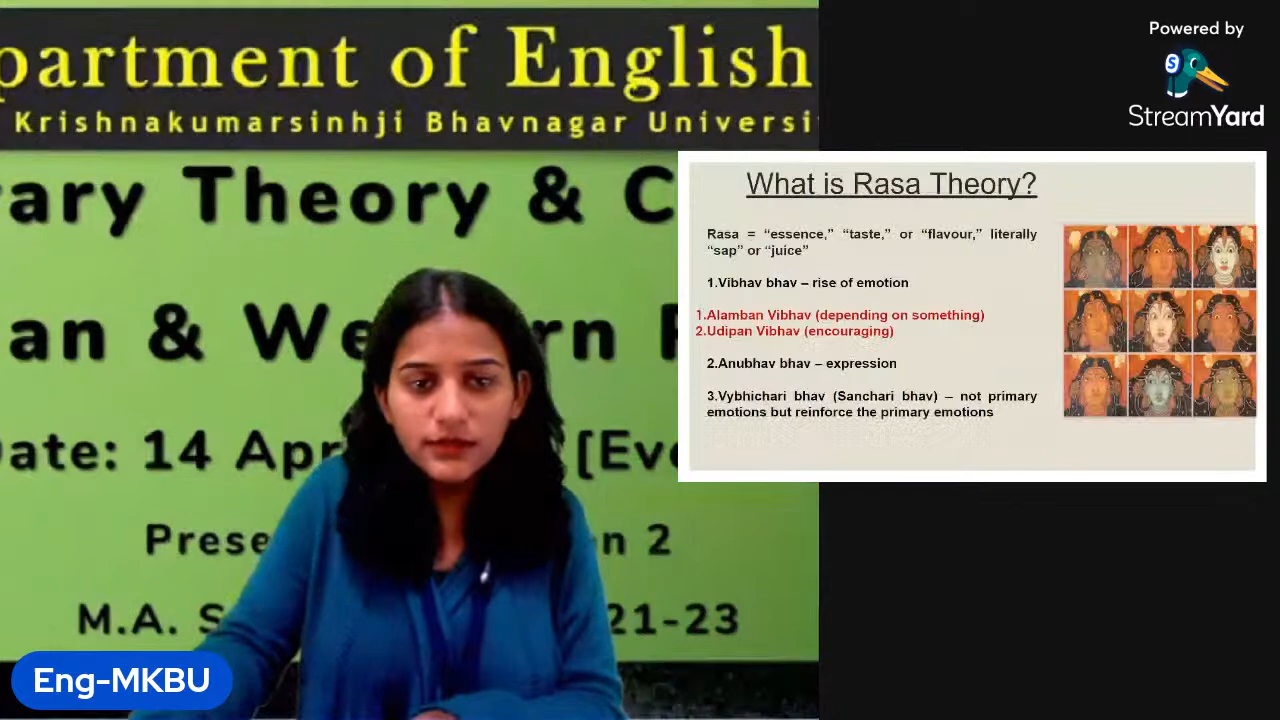 partment of English
Krishnakumarsinhji Bhavnagar Universi
rary Theory & C
an & We rn
Date: 14 Apr [Eve
Prese n 2
M.A. S 21-23
Eng-MKBU
Powered by
StreamYard
What is Rasa Theory?
Rasa = “essence,” “taste,” or “flavour,” literally
“sap” or “juice”
1.Vibhav bhav – rise of emotion
1.Alamban Vibhav (depending on something)
2.Udipan Vibhav (encouraging)
2.Anubhav bhav – expression
3.Vybhichari bhav (Sanchari bhav) – not primary
emotions but reinforce the primary emotions